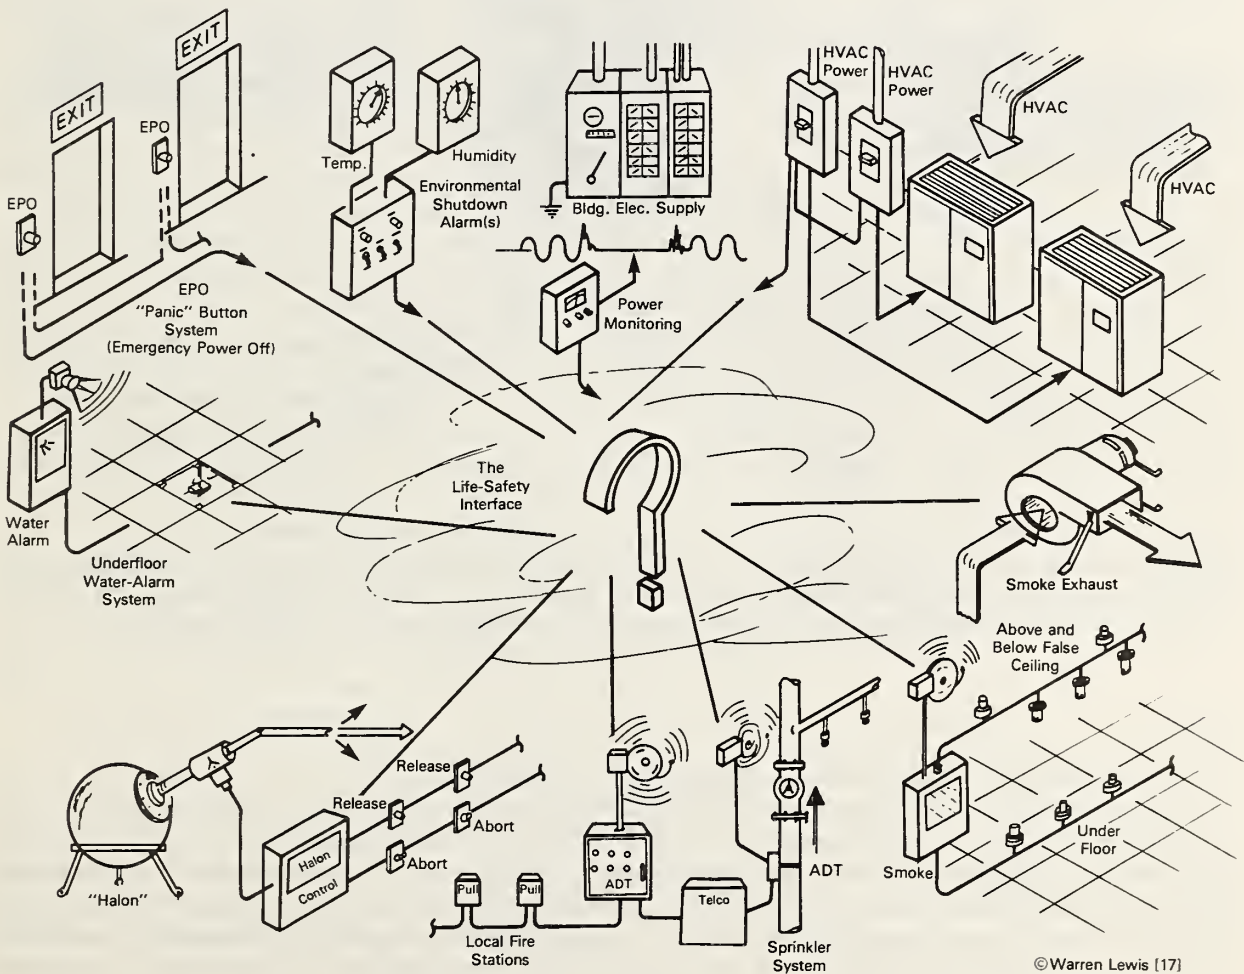 EXIT
EXIT
EPO
EPO
EPO
"Panic" Button
System
(Emergency Power Off)
Temp.
Humidity
Environmental
Shutdown
Alarm(s)
Bldg. Elec. Supply
Power
Monitoring
HVAC
Power
HVAC
Power
HVAC
HVAC
Water
Alarm
Underfloor
Water-Alarm
System
The
Life-Safety
Interface
Smoke Exhaust
Above and
Below False
Ceiling
Smoke
Under
Floor
"Halon"
Halon
Control
Release
Release
Abort
Abort
Pull
Pull
Local Fire
Stations
ADT
Telco
ADT
Sprinkler
System
©Warren Lewis [17]